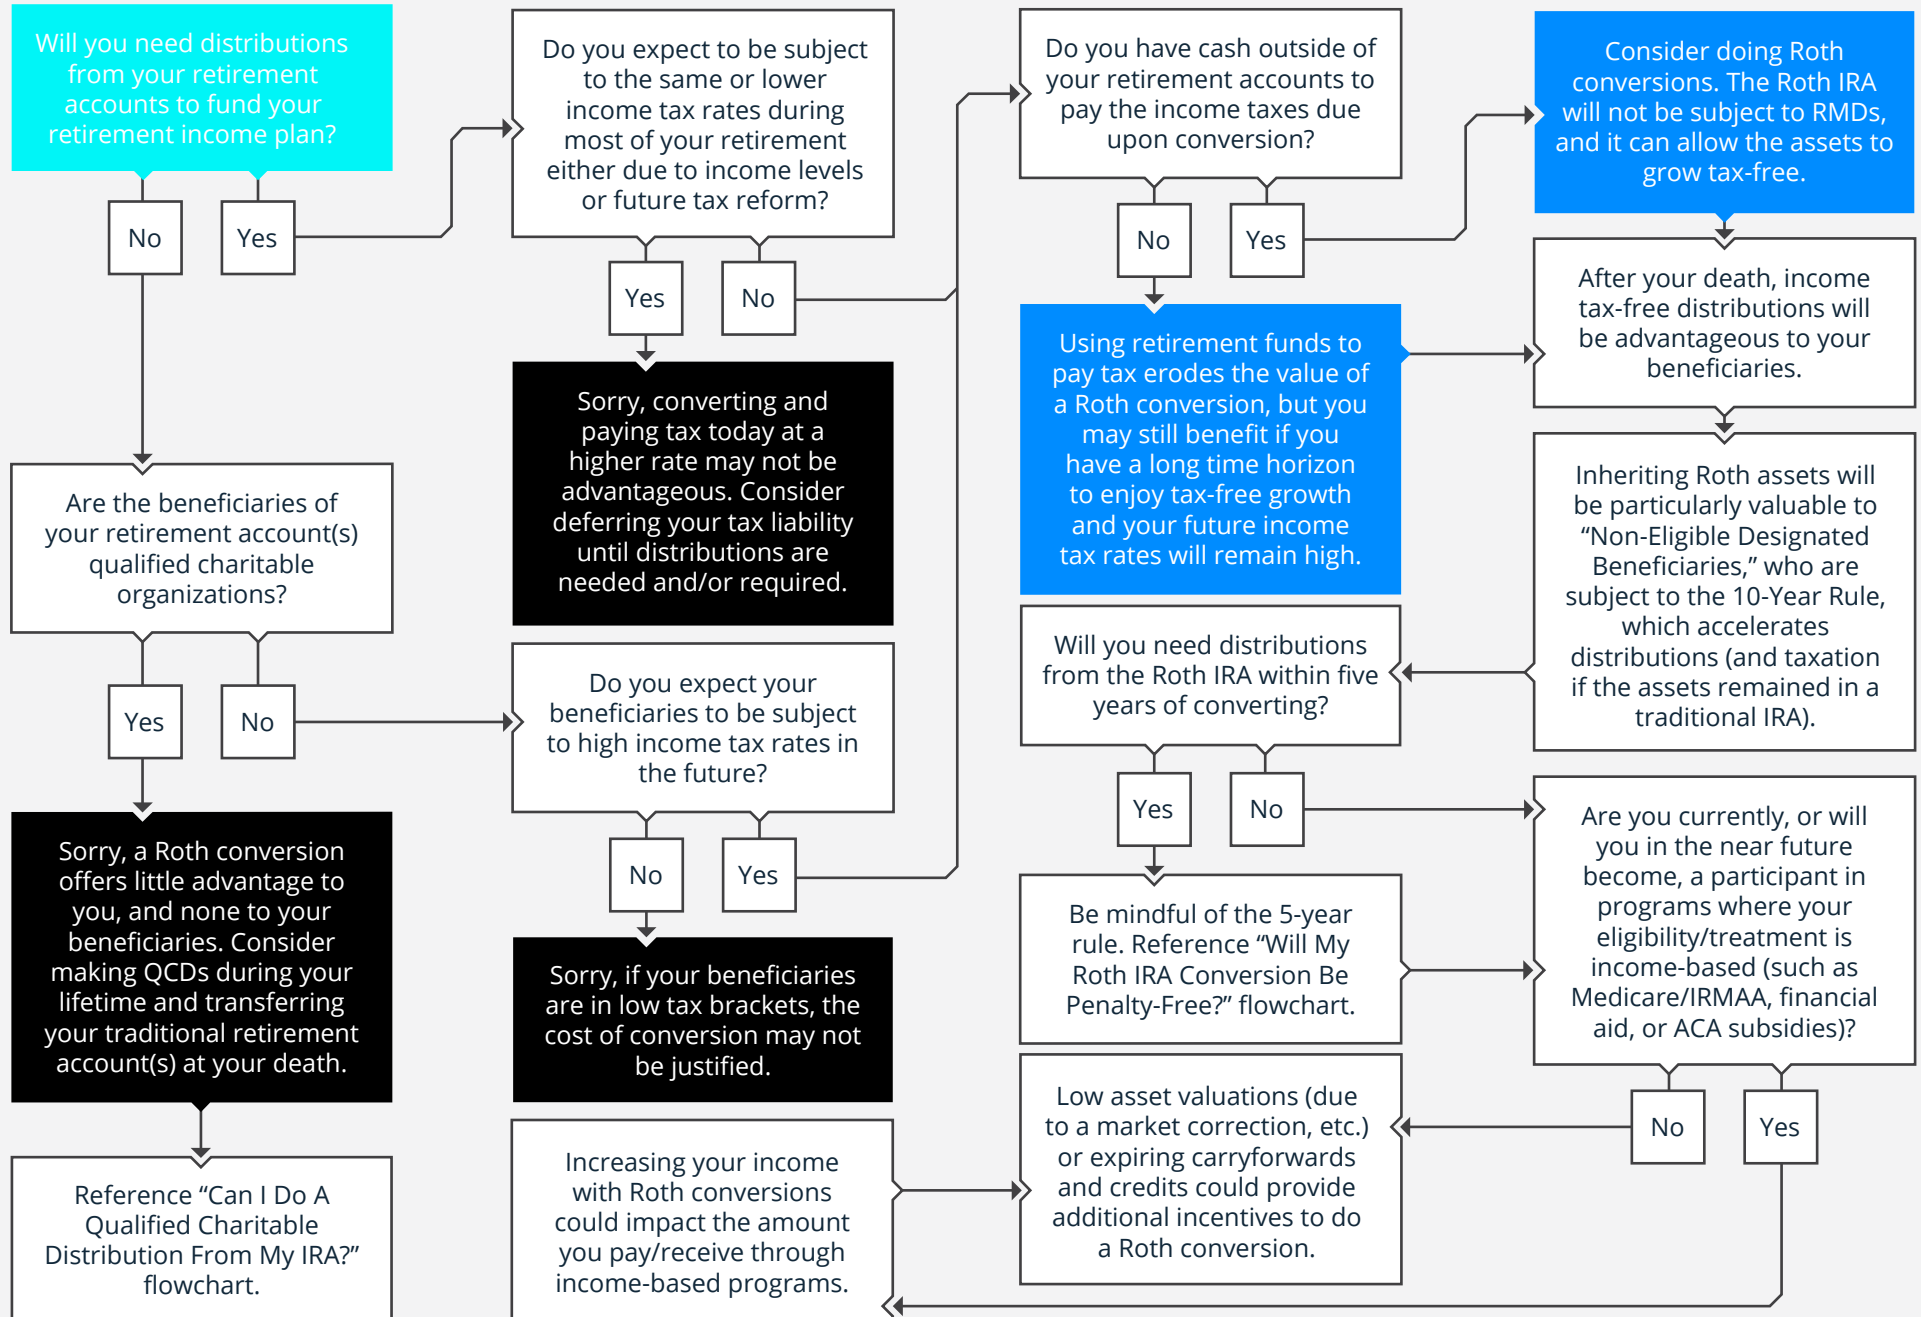 Will you need distributions
from your retirement
accounts to fund your
retirement income plan?
No
Yes
Are the beneficiaries of
your retirement account(s)
qualified charitable
organizations?
Yes
No
Sorry, a Roth conversion
offers little advantage to
you, and none to your
beneficiaries. Consider
making QCDs during your
lifetime and transferring
your traditional retirement
account(s) at your death.
Reference “Can I Do A
Qualified Charitable
Distribution From My IRA?”
flowchart.
Do you expect to be subject
to the same or lower
income tax rates during
most of your retirement
either due to income levels
or future tax reform?
Yes
No
Sorry, converting and
paying tax today at a
higher rate may not be
advantageous. Consider
deferring your tax liability
until distributions are
needed and/or required.
Do you expect your
beneficiaries to be subject
to high income tax rates in
the future?
No
Yes
Sorry, if your beneficiaries
are in low tax brackets, the
cost of conversion may not
be justified.
Increasing your income
with Roth conversions
could impact the amount
you pay/receive through
income-based programs.
Do you have cash outside of
your retirement accounts to
pay the income taxes due
upon conversion?
No
Yes
Using retirement funds to
pay tax erodes the value of
a Roth conversion, but you
may still benefit if you
have a long time horizon
to enjoy tax-free growth
and your future income
tax rates will remain high.
Will you need distributions
from the Roth IRA within five
years of converting?
Yes
No
Be mindful of the 5-year
rule. Reference “Will My
Roth IRA Conversion Be
Penalty-Free?” flowchart.
Low asset valuations (due
to a market correction, etc.)
or expiring carryforwards
and credits could provide
additional incentives to do
a Roth conversion.
Consider doing Roth
conversions. The Roth IRA
will not be subject to RMDs,
and it can allow the assets to
grow tax-free.
After your death, income
tax-free distributions will
be advantageous to your
beneficiaries.
Inheriting Roth assets will
be particularly valuable to
“Non-Eligible Designated
Beneficiaries,” who are
subject to the 10-Year Rule,
which accelerates
distributions (and taxation
if the assets remained in a
traditional IRA).
Are you currently, or will
you in the near future
become, a participant in
programs where your
eligibility/treatment is
income-based (such as
Medicare/IRMAA, financial
aid, or ACA subsidies)?
No
Yes